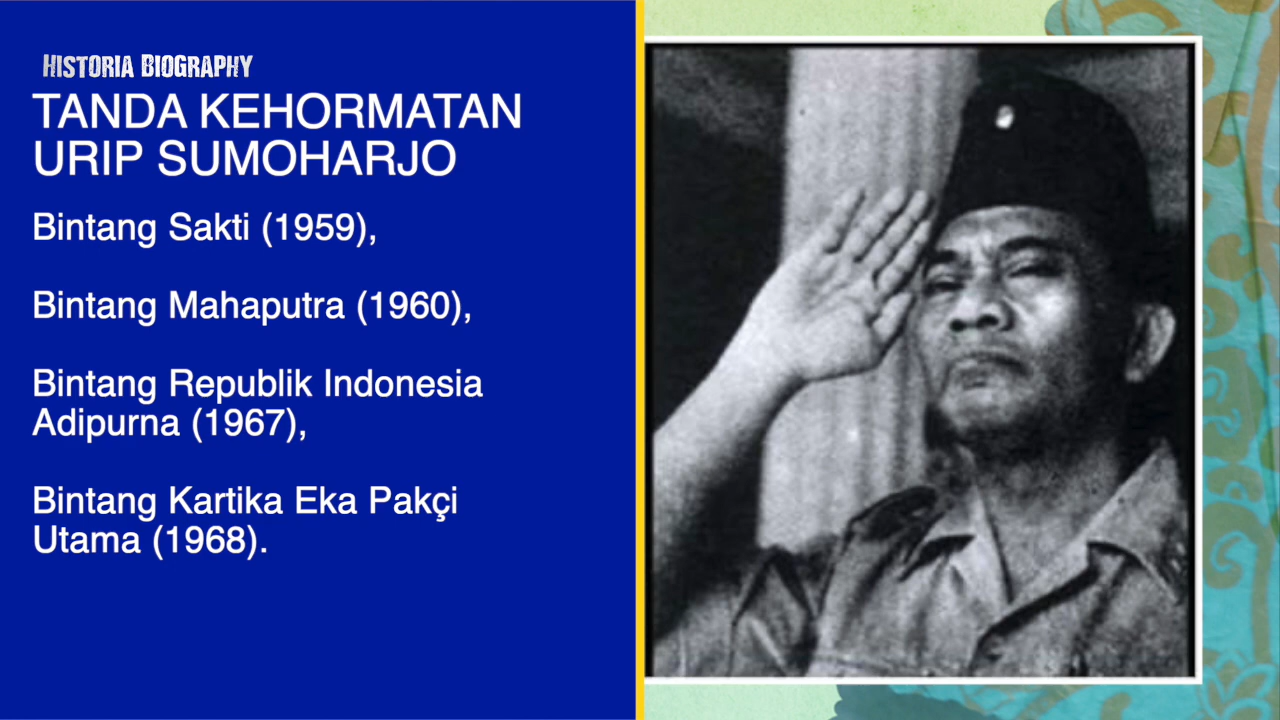 HISTORIA BIOGRAPHY
TANDA KEHORMATAN
URIP SUMOHARJO
Bintang Sakti (1959),
Bintang Mahaputra (1960),
Bintang Republik Indonesia
Adipurna (1967),
Bintang Kartika Eka Pakçi
Utama (1968).